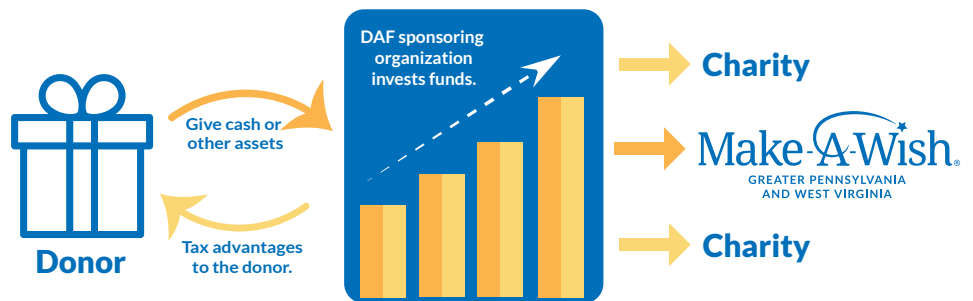 Donor
Give cash or
other assets
Tax advantages
to the donor.
DAF sponsoring
organization
invests funds.
Charity
Make-A-Wish®
GREATER PENNSYLVANIA
AND WEST VIRGINIA
Charity